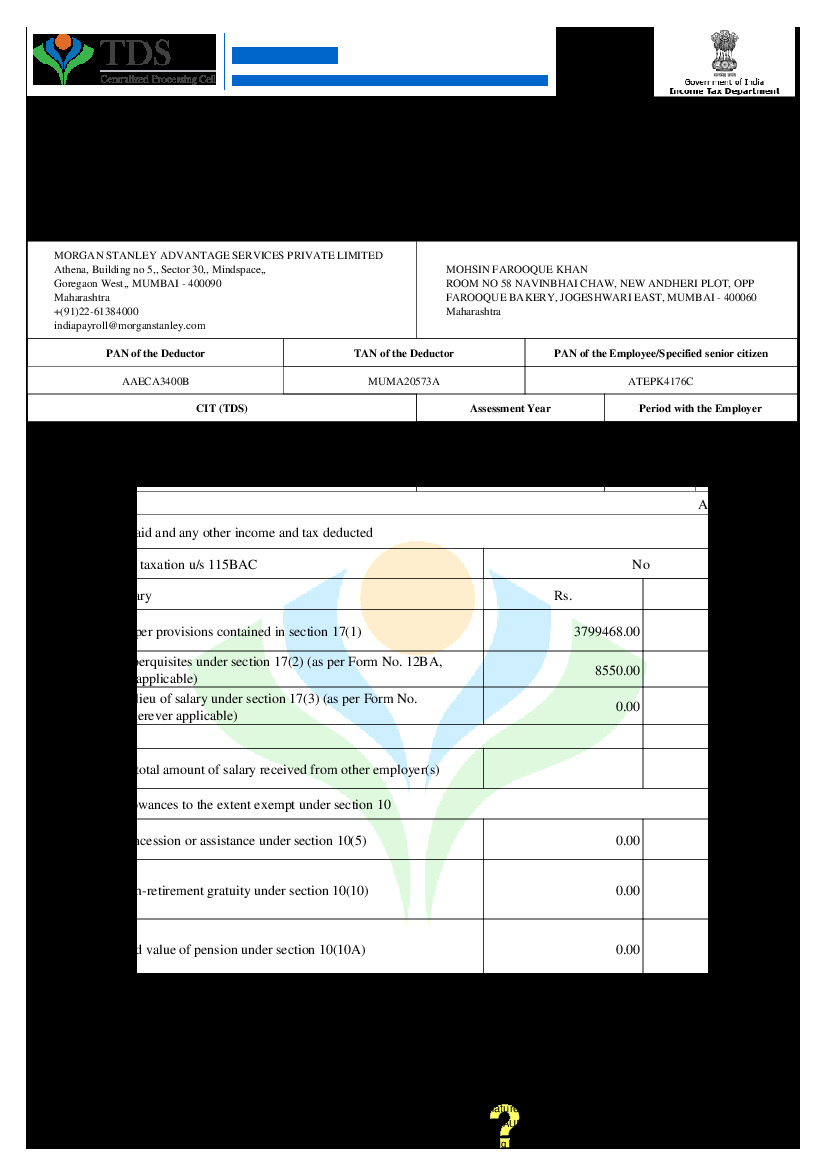 TDS
Centralized Processing Cell
Government of India
Income Tax Department
MORGAN STANLEY ADVANTAGE SERVICES PRIVATE LIMITED
Athena, Building no 5,, Sector 30,, Mindspace,,
Goregaon West,, MUMBAI - 400090
Maharashtra
+(91)22-61384000
indiapayroll@morganstanley.com
MOHSIN FAROOQUE KHAN
ROOM NO 58 NAVINBHAI CHAW, NEW ANDHERI PLOT, OPP
FAROOQUE BAKERY, JOGESHWARI EAST, MUMBAI - 400060
Maharashtra
PAN of the Deductor TAN of the Deductor PAN of the Employee/Specified senior citizen
AAECA3400B MUMA20573A ATEPK4176C
CIT (TDS) Assessment Year Period with the Employer
A
aid and any other income and tax deducted
taxation u/s 115BAC No
ary Rs.
per provisions contained in section 17(1) 3799468.00
perquisites under section 17(2) (as per Form No. 12BA,
applicable) 8550.00
lieu of salary under section 17(3) (as per Form No.
erever applicable) 0.00
total amount of salary received from other employer(s)
owances to the extent exempt under section 10
ncession or assistance under section 10(5) 0.00
n-retirement gratuity under section 10(10) 0.00
d value of pension under section 10(10A) 0.00
?